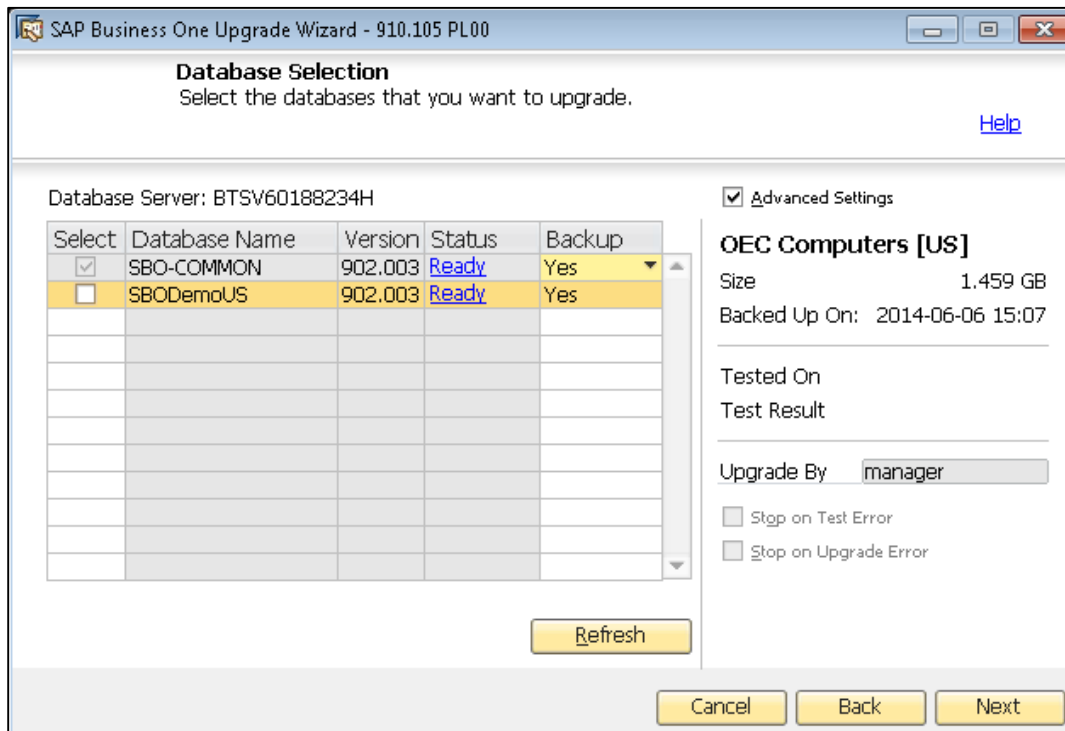 SAP Business One Upgrade Wizard - 910.105 PL00
Database Selection
Select the databases that you want to upgrade.
Help
Database Server: BTSV60188234H
Select Database Name Version Status Backup
SBO-COMMON 902.003 Ready Yes
SBODemoUS 902.003 Ready Yes
Refresh
Advanced Settings
OEC Computers [US]
Size 1.459 GB
Backed Up On: 2014-06-06 15:07
Tested On
Test Result
Upgrade By manager
Stop on Test Error
Stop on Upgrade Error
Cancel Back Next